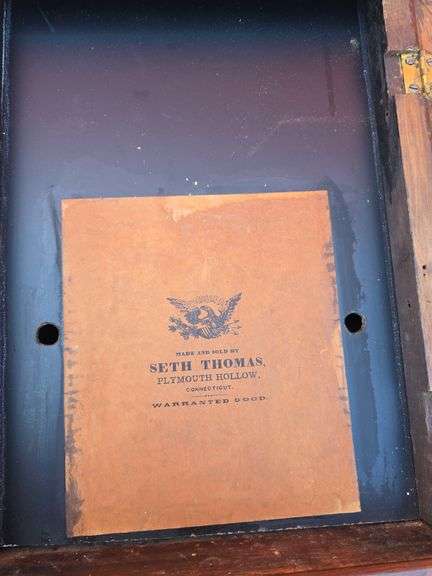 MADE AND SOLD BY
SETH THOMAS,
PLYMOUTH HOLLOW,
CONNECTICUT.
WARRANTED GOOD.